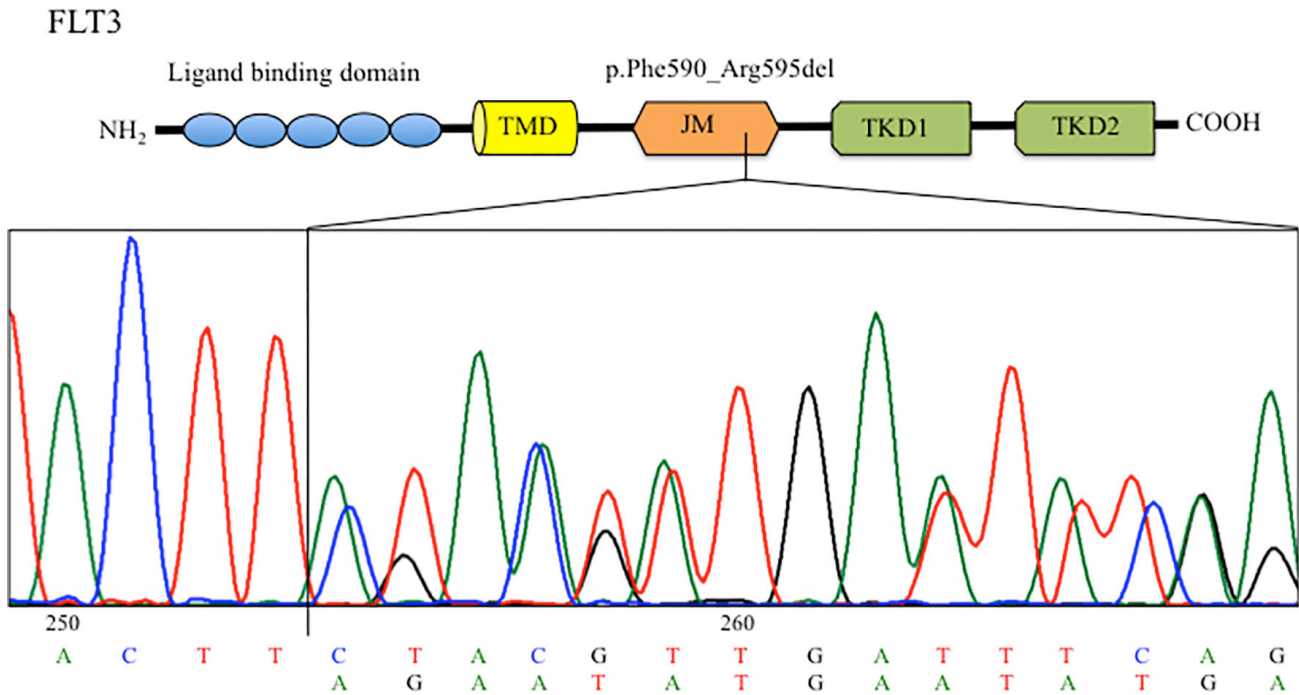 FLT3
Ligand binding domain p.Phe590_Arg595del
NH2 TMD JM TKD1 TKD2 COOH
250 260
A C T T C T A C G T T G A T T T C A G
A G A A T A T G A A T A T G A